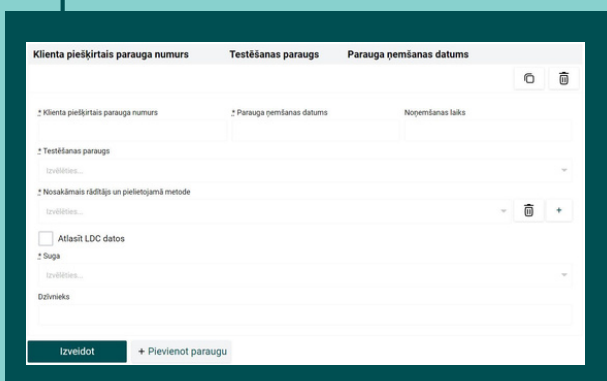 Klienta piešķirtais parauga numurs Testēšanas paraugs Parauga ņemšanas datums
* Klienta piešķirtais parauga numurs * Parauga ņemšanas datums Noņemšanas laiks
* Testēšanas paraugs
Izvēlēties...
* Nosakāmais rādītājs un pielietojamā metode
Izvēlēties...
+
Atlasīt LDC datos
* Suga
Izvēlēties...
Dzīvnieks
Izveidot + Pievienot paraugu